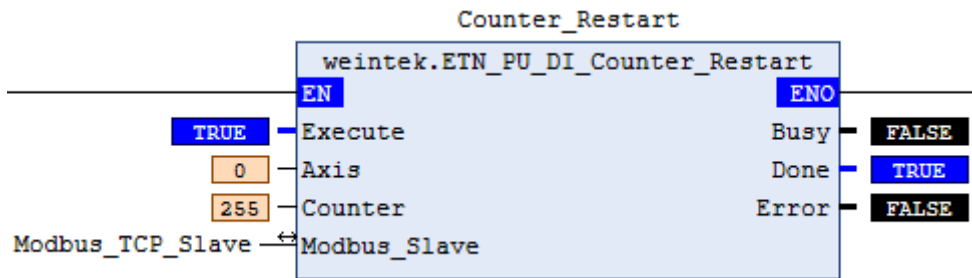 Counter_Restart
weintek.ETN_PU_DI_Counter_Restart
EN ENO
TRUE Execute Busy FALSE
0 Axis Done TRUE
255 Counter Error FALSE
Modbus_TCP_Slave Modbus_Slave